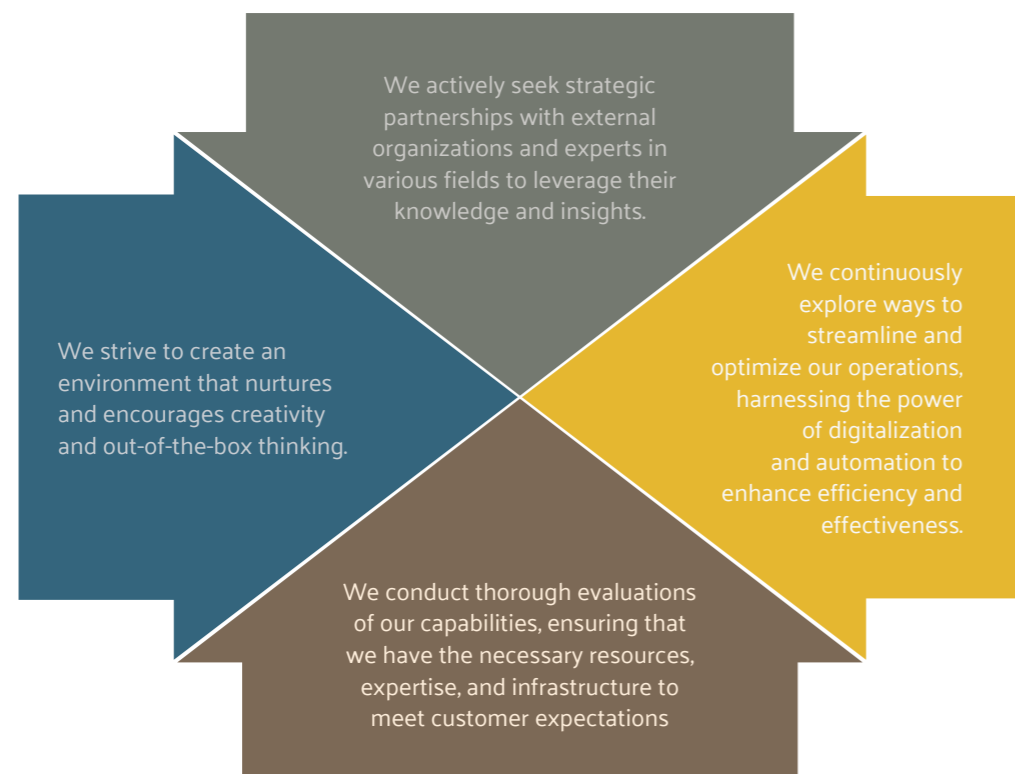 We actively seek strategic
partnerships with external
organizations and experts in
various fields to leverage their
knowledge and insights.
We strive to create an
environment that nurtures
and encourages creativity
and out-of-the-box thinking.
We continuously
explore ways to
streamline and
optimize our operations,
harnessing the power
of digitalization
and automation to
enhance efficiency and
effectiveness.
We conduct thorough evaluations
of our capabilities, ensuring that
we have the necessary resources,
expertise, and infrastructure to
meet customer expectations